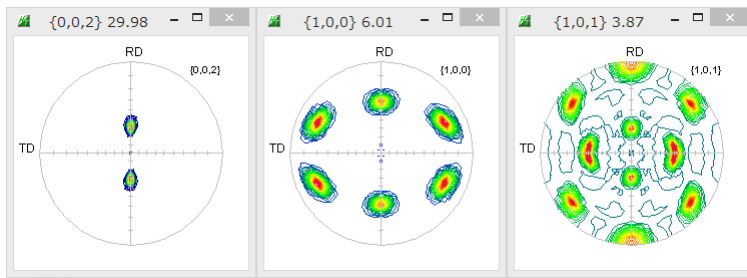 {0,0,2} 29.98
RD
{0,0,2}
TD
{1,0,0} 6.01
RD
{1,0,0}
TD
{1,0,1} 3.87
RD
{1,0,1}
TD